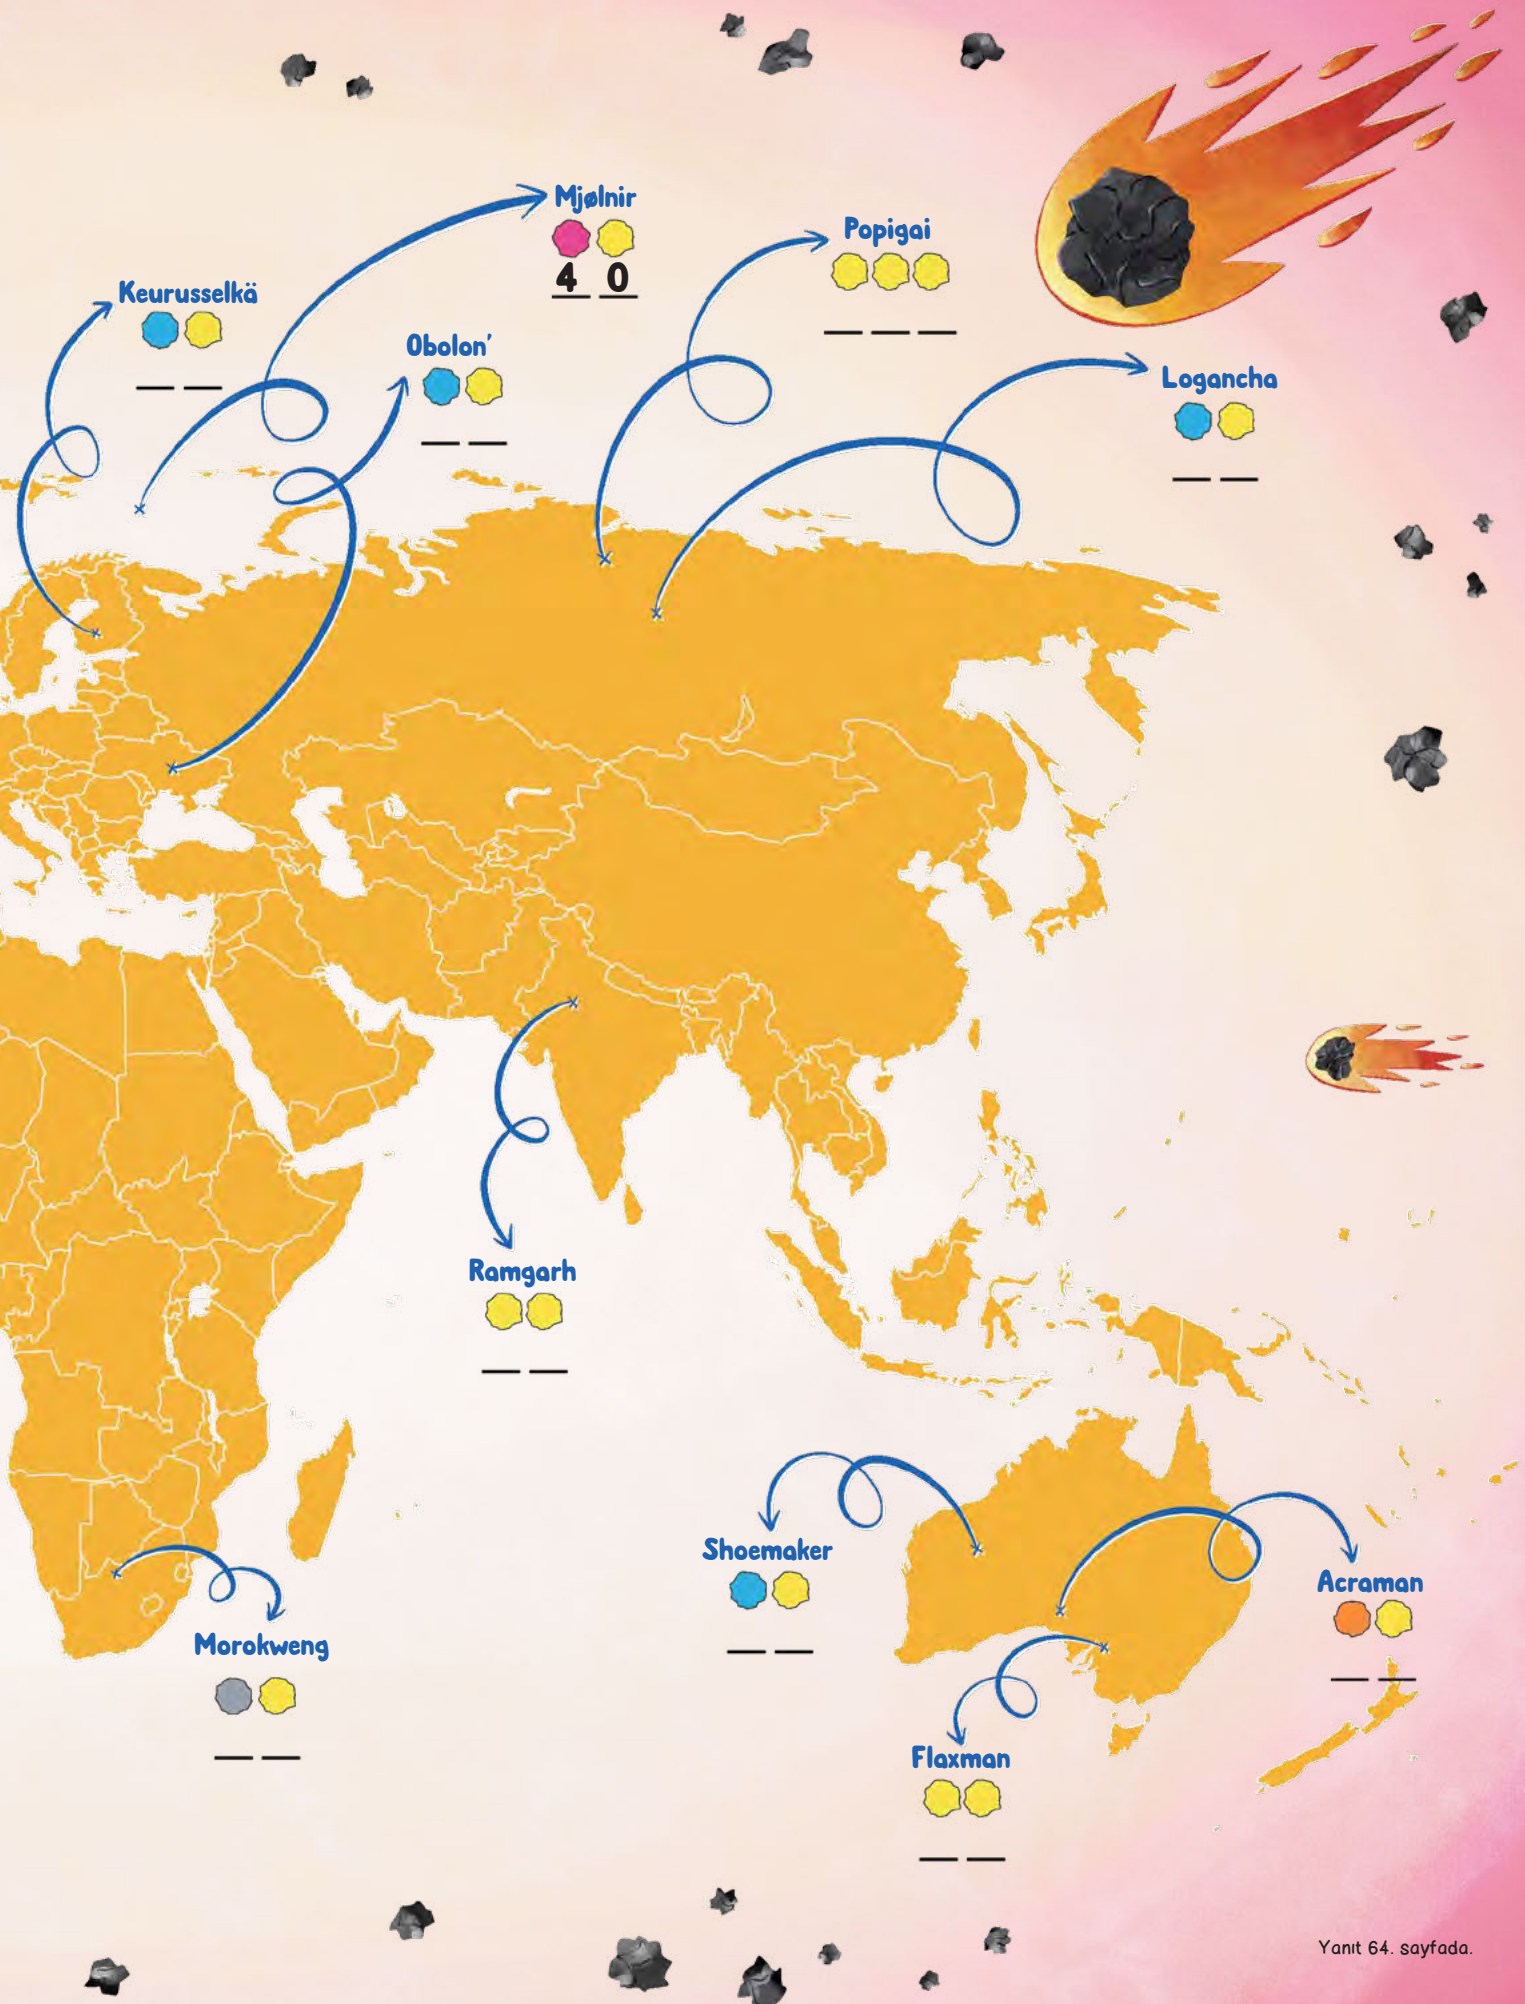 Mjølnir
4 0
Popigai
Keurusselkä
Obolon'
Logancha
Ramgarh
Shoemaker
Acraman
Morokweng
Flaxman
Yanıt 64. sayfada.